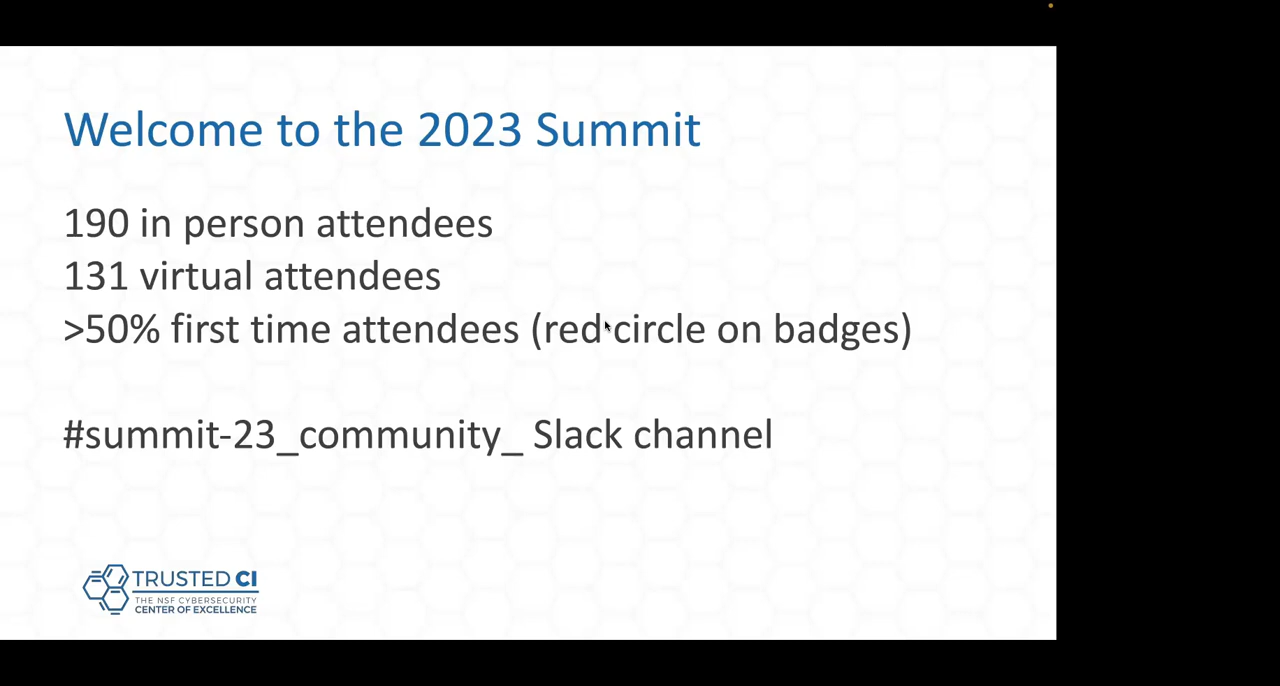 Welcome to the 2023 Summit
190 in person attendees
131 virtual attendees
>50% first time attendees (red circle on badges)
#summit-23_community_ Slack channel
TRUSTED CI
THE NSF CYBERSECURITY
CENTER OF EXCELLENCE